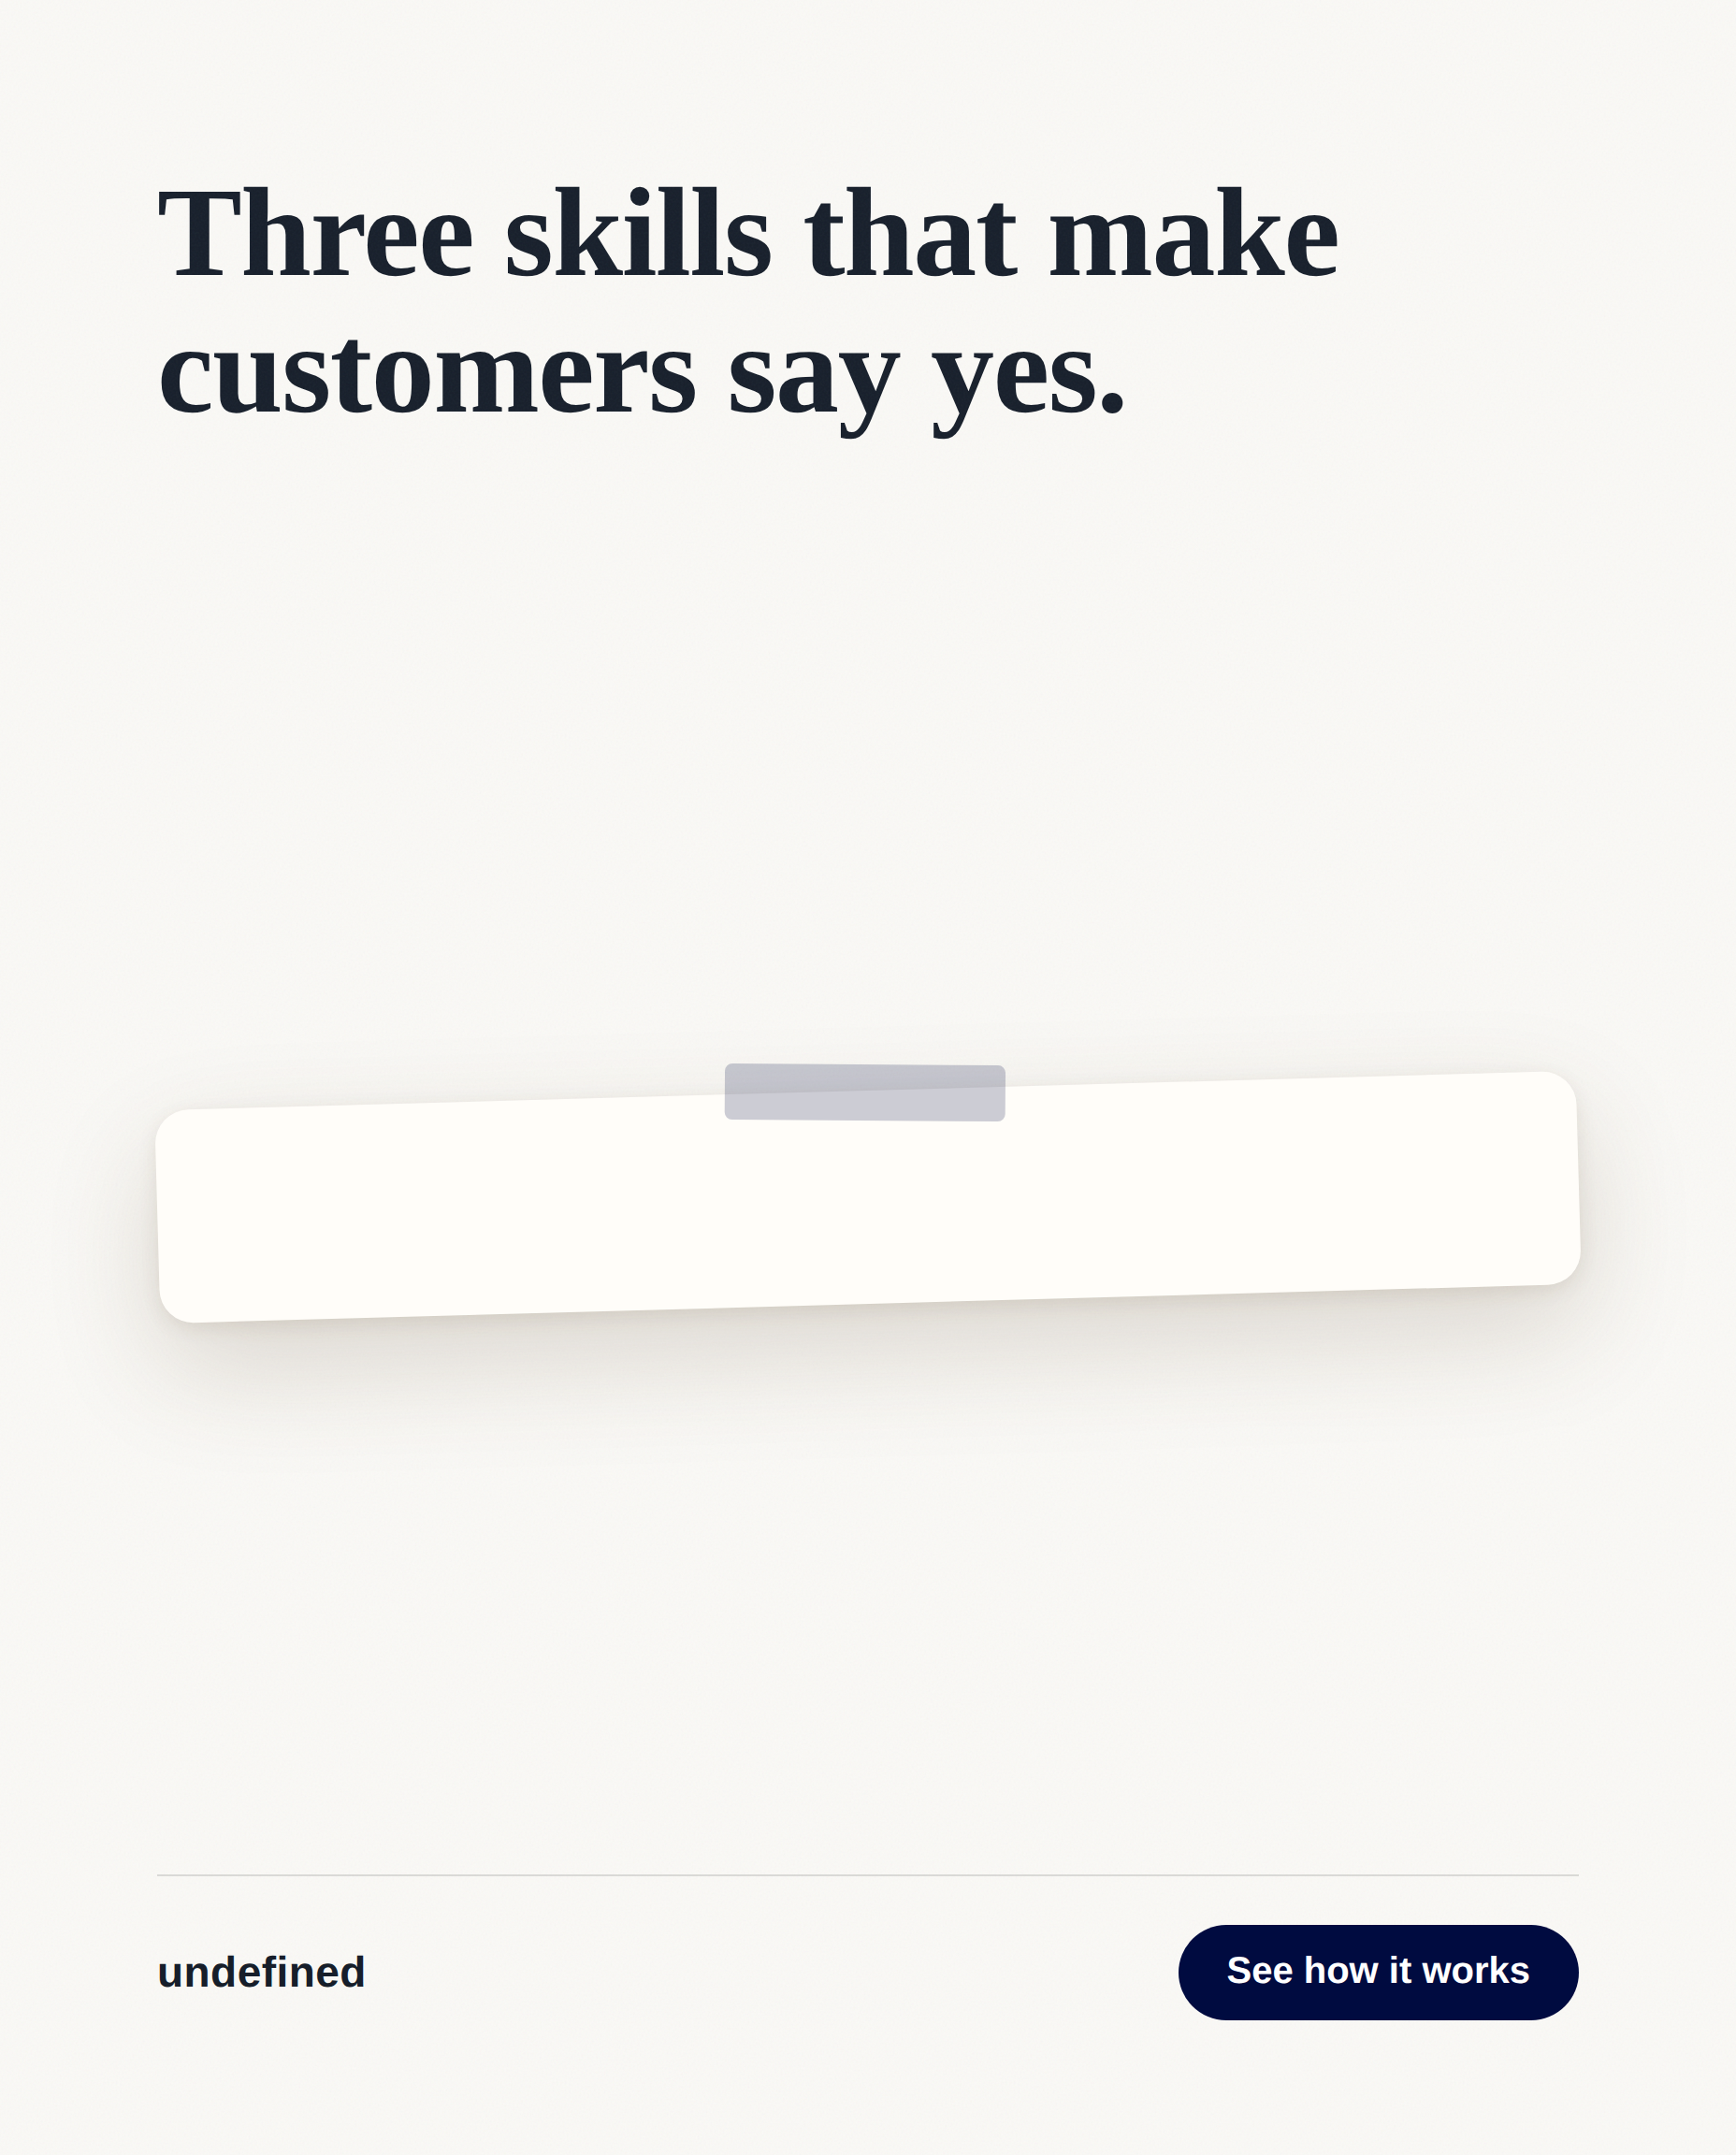 Three skills that make
customers say yes.
undefined
See how it works